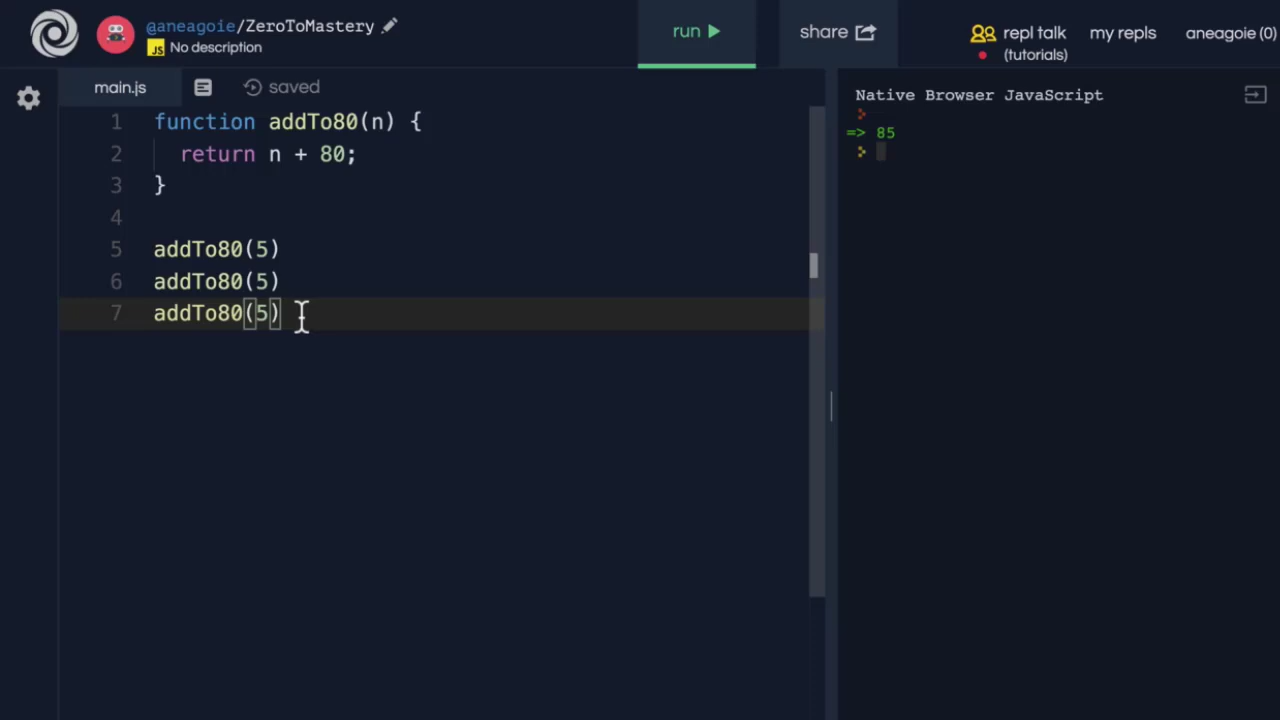 @aneagoie/ZeroToMastery
JS No description
run
share
repl talk
(tutorials)
my repls
aneagoie (0)
main.js
saved
1 function addTo80(n) {
2 return n + 80;
3 }
4
5 addTo80(5)
6 addTo80(5)
7 addTo80(5)
Native Browser JavaScript
=> 85